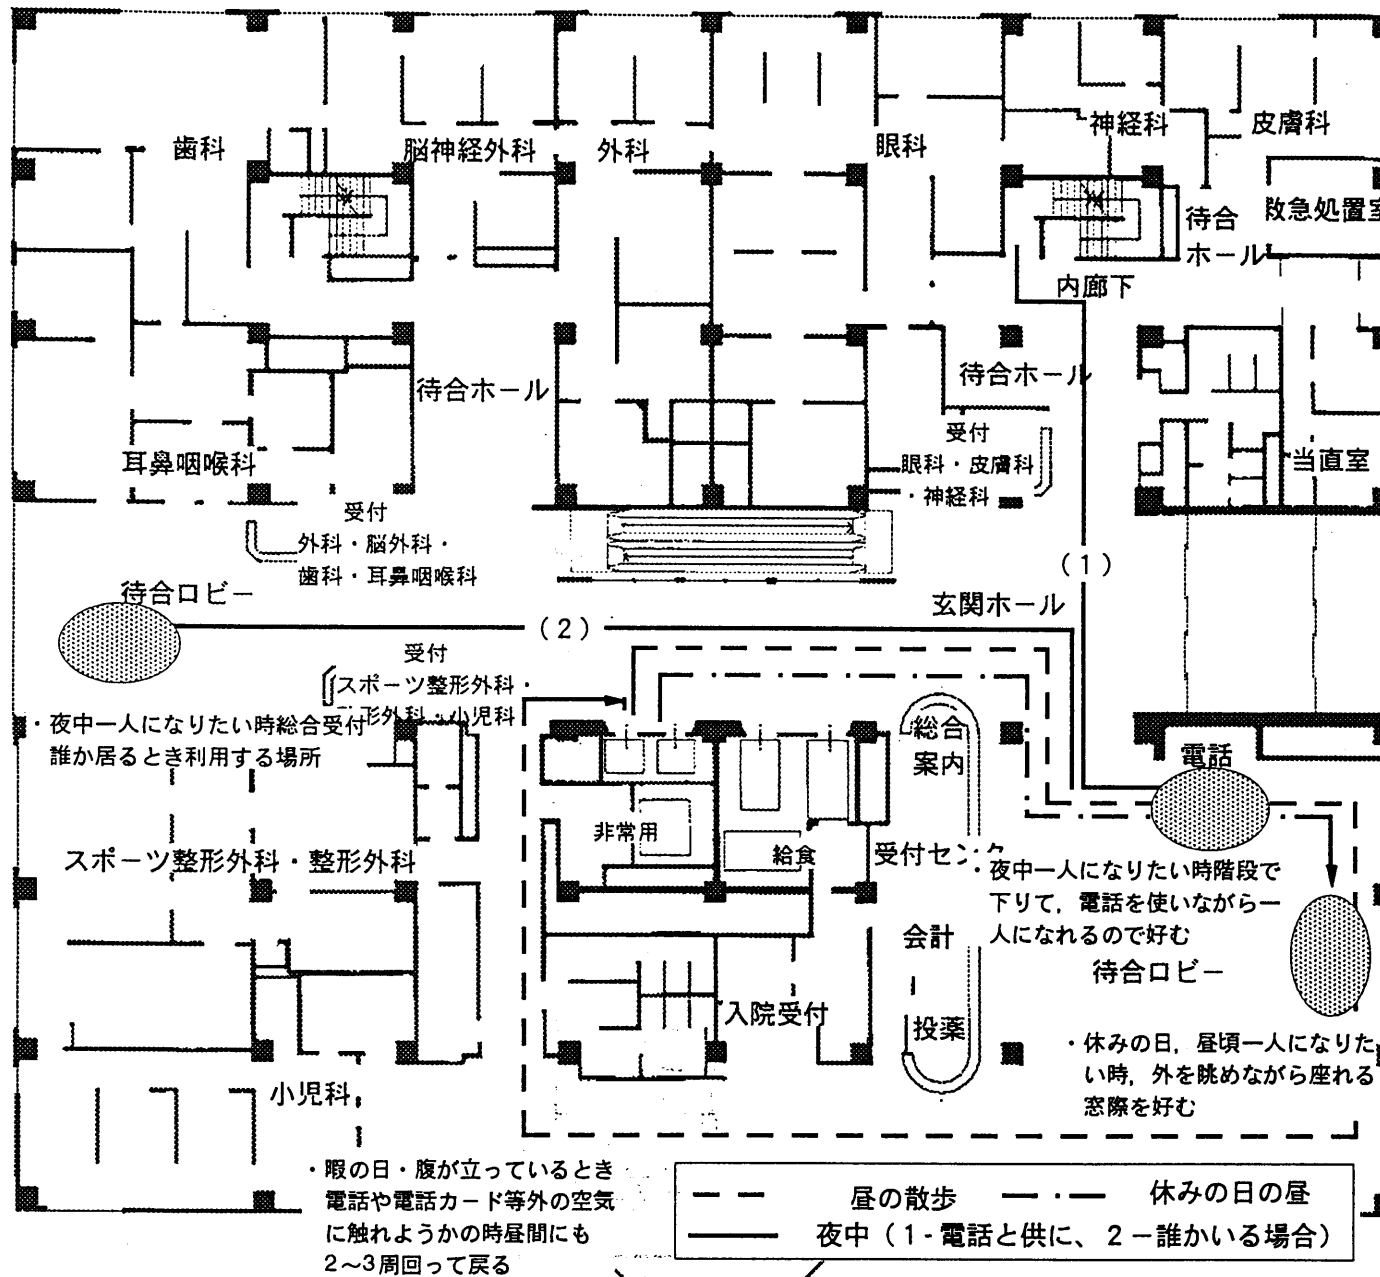 歯科
脳神経外科
外科
眼科
神経科
皮膚科
待合
ホール
救急処置室
内廊下
待合ホール
待合ホール
耳鼻咽喉科
受付
眼科・皮膚科
・神経科
当直室
受付
外科・脳外科・
歯科・耳鼻咽喉科
(1)
待合ロビー
玄関ホール
(2)
受付
スポーツ整形外科・
形外科・小児科
・夜中一人になりたい時総合受付
誰か居るとき利用する場所
総合
案内
電話
非常用
給食
受付センタ
スポーツ整形外科・整形外科
・夜中一人になりたい時階段で
下りて，電話を使いながら一
人になれるので好む
会計
待合ロビー
入院受付
投薬
・休みの日，昼頃一人になりた
い時，外を眺めながら座れる
窓際を好む
小児科
・暇の日・腹が立っているとき
電話や電話カード等外の空気
に触れようかの時昼間にも
2～3周回って戻る
昼の散歩
休みの日の昼
夜中（1-電話と供に、2－誰かいる場合）